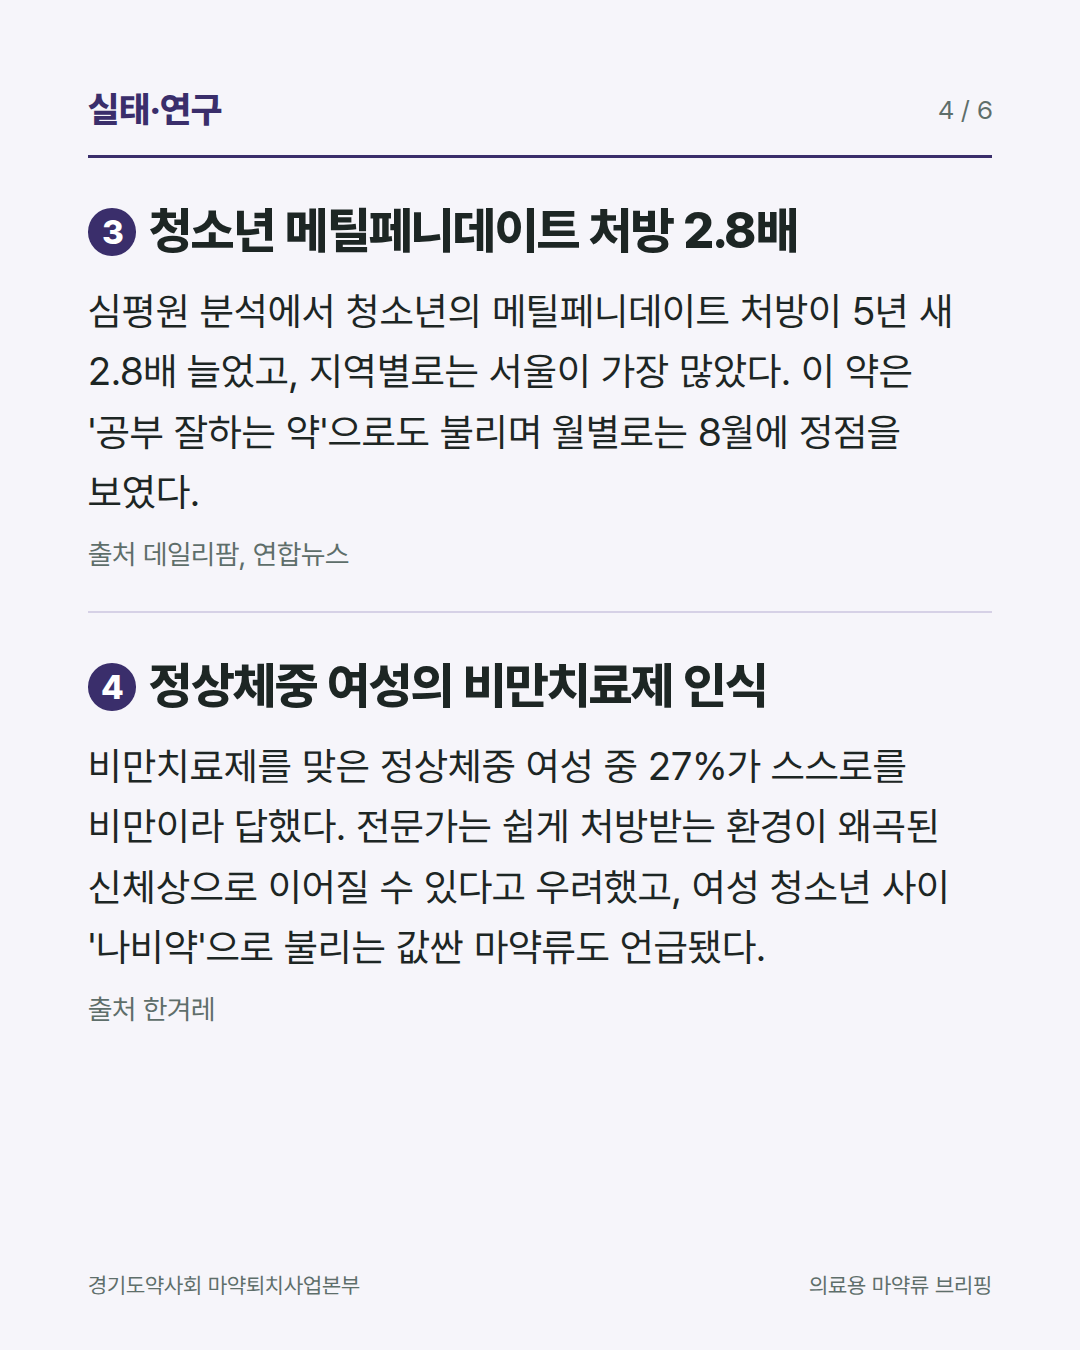 실태·연구
4 / 6
3 청소년 메틸페니데이트 처방 2.8배
심평원 분석에서 청소년의 메틸페니데이트 처방이 5년 새
2.8배 늘었고, 지역별로는 서울이 가장 많았다. 이 약은
'공부 잘하는 약'으로도 불리며 월별로는 8월에 정점을
보였다.
출처 데일리팜, 연합뉴스
4 정상체중 여성의 비만치료제 인식
비만치료제를 맞은 정상체중 여성 중 27%가 스스로를
비만이라 답했다. 전문가는 쉽게 처방받는 환경이 왜곡된
신체상으로 이어질 수 있다고 우려했고, 여성 청소년 사이
'나비약'으로 불리는 값싼 마약류도 언급됐다.
출처 한겨레
경기도약사회 마약퇴치사업본부
의료용 마약류 브리핑